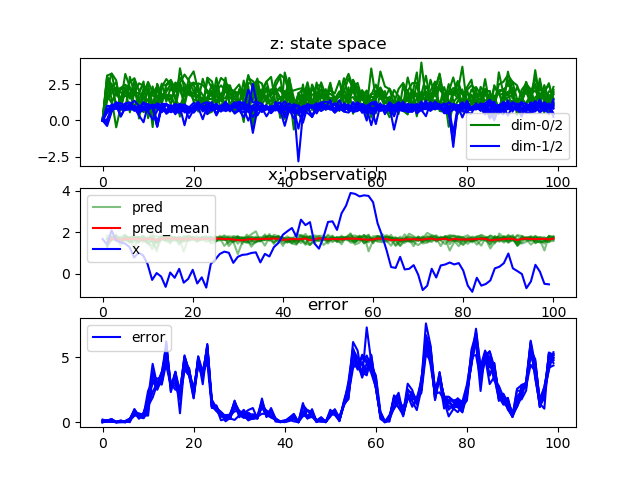 z: state space
2.5
0.0
−2.5
dim-0/2
dim-1/2
0 20 40 60 80 100
x: observation
4
2
0
pred
pred_mean
x
0 20 40 60 80 100
error
5
0
error
0 20 40 60 80 100